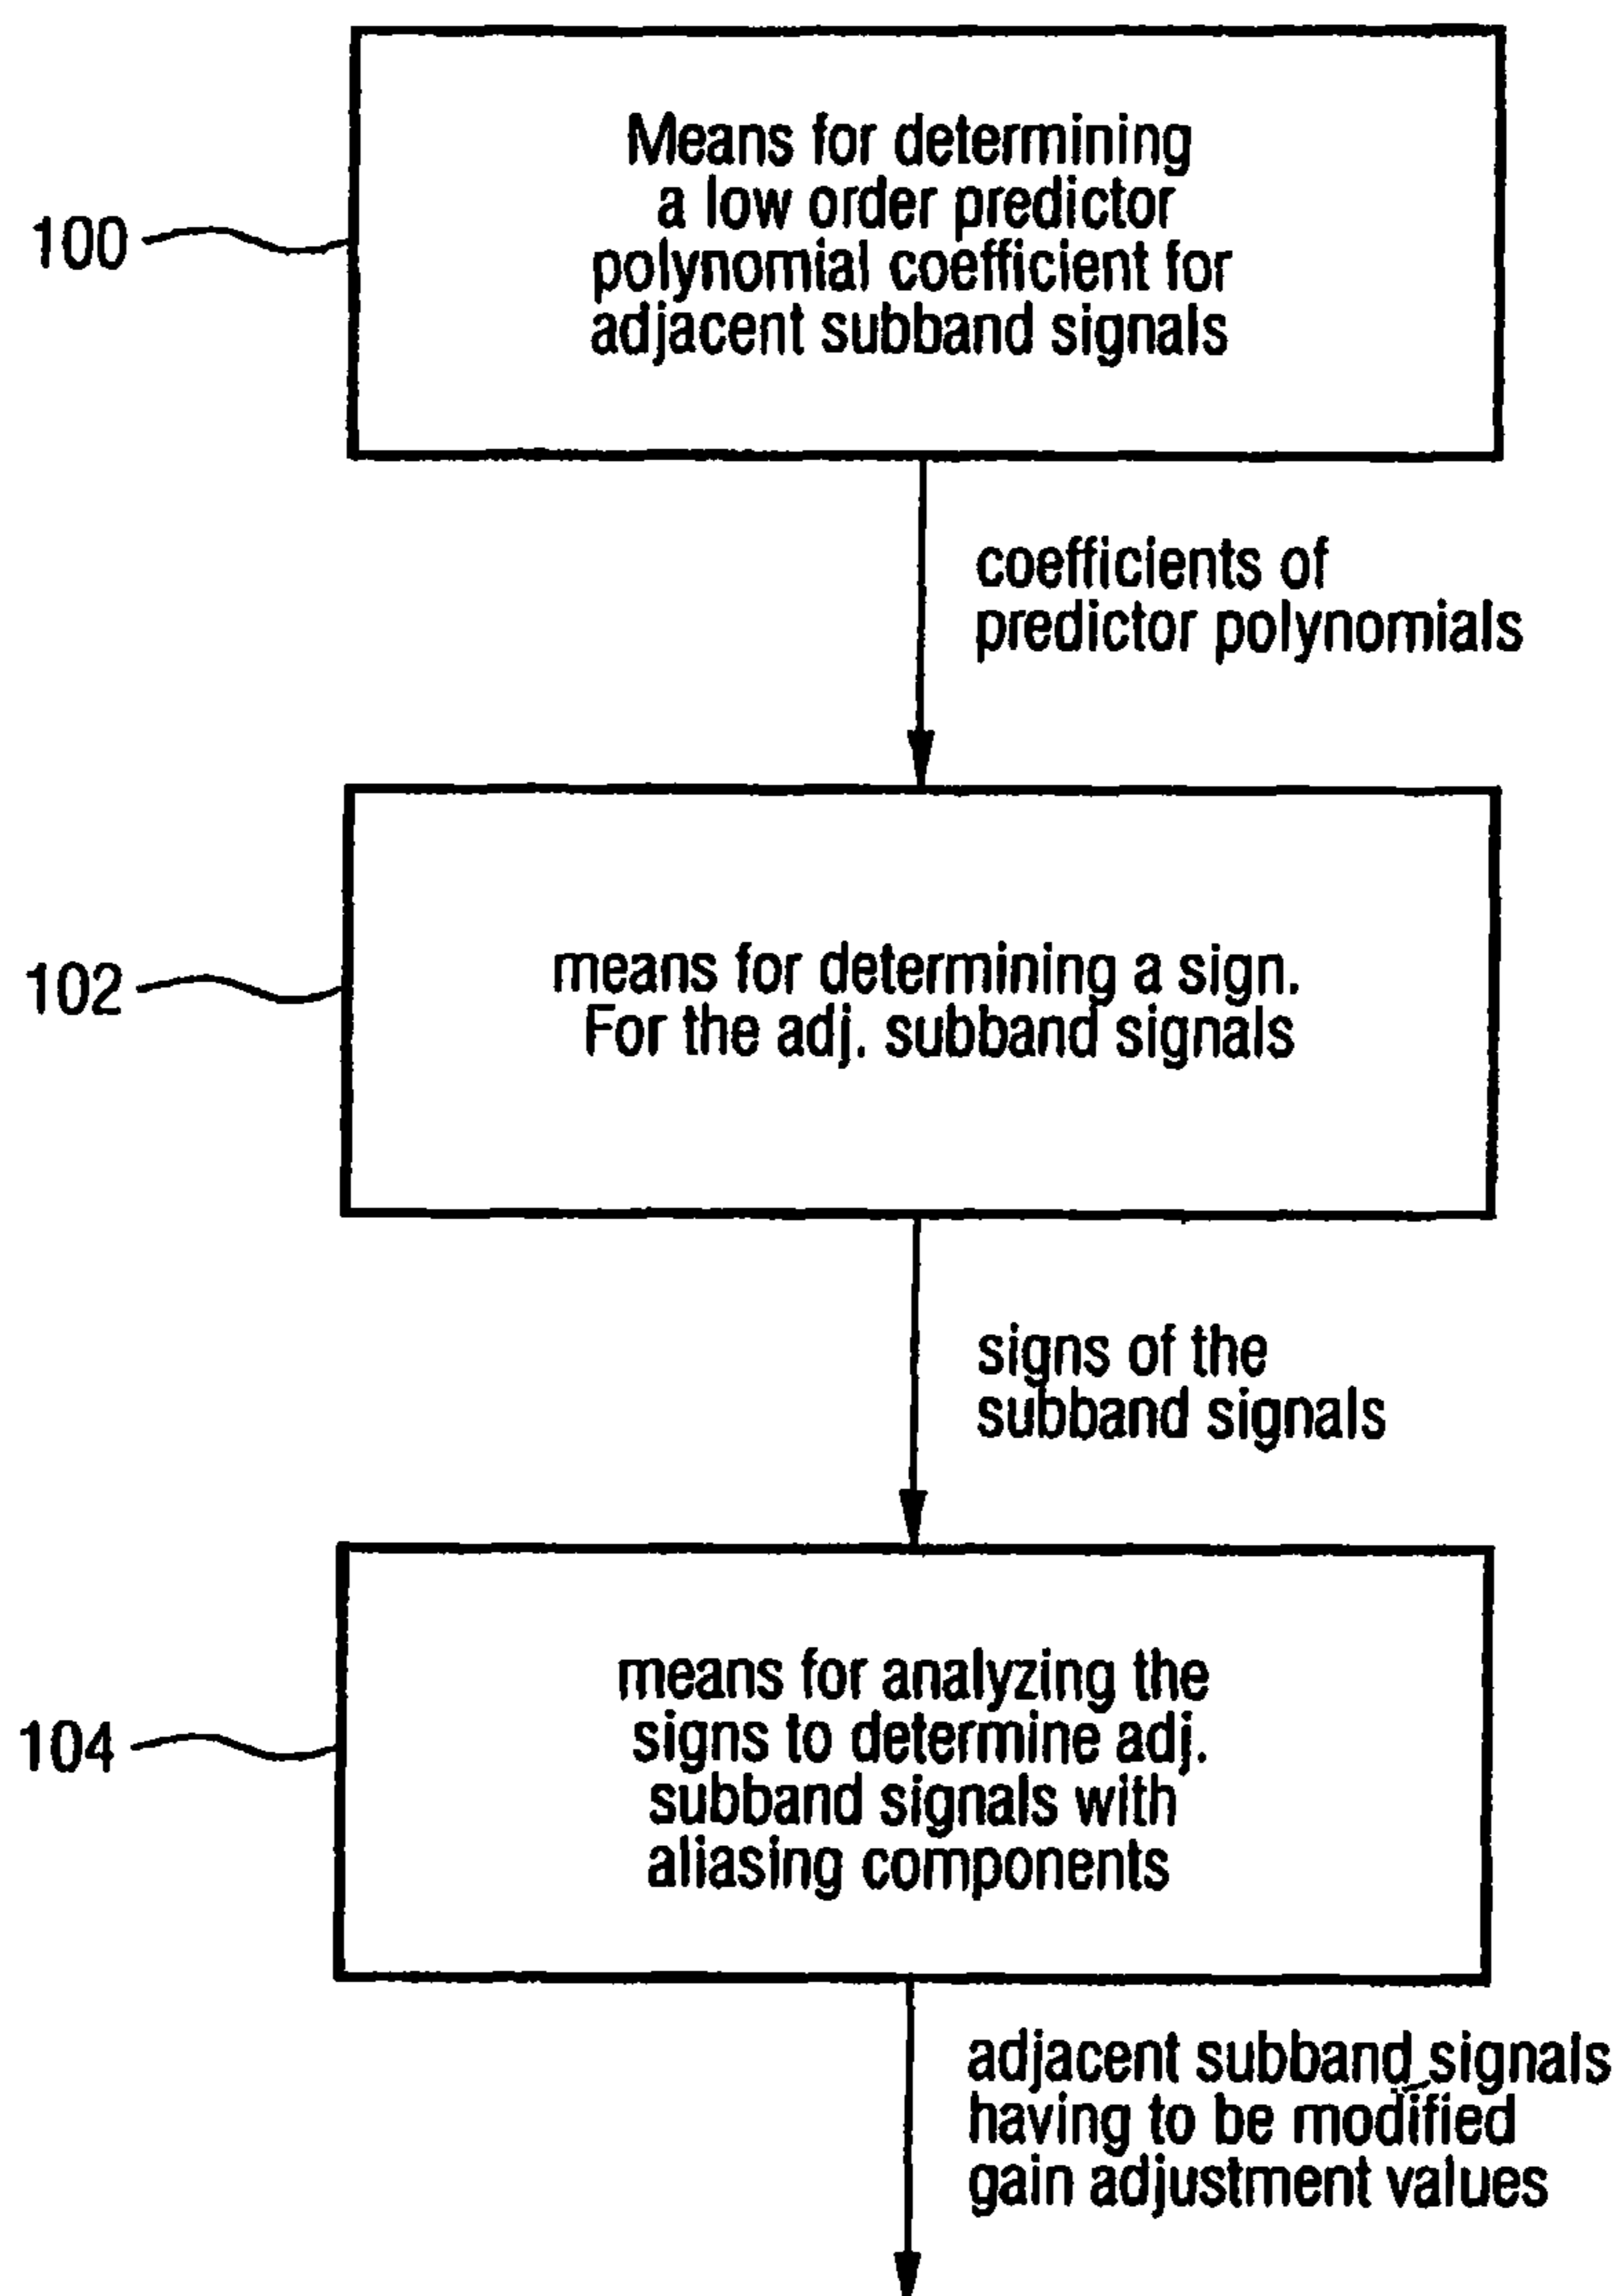 Means for determining
a low order predictor
polynomial coefficient for
adjacent subband signals
100
coefficients of
predictor polynomials
means for determining a sign.
For the adj. subband signals
102
signs of the
subband signals
means for analyzing the
signs to determine adj.
subband signals with
aliasing components
104
adjacent subband signals
having to be modified
gain adjustment values